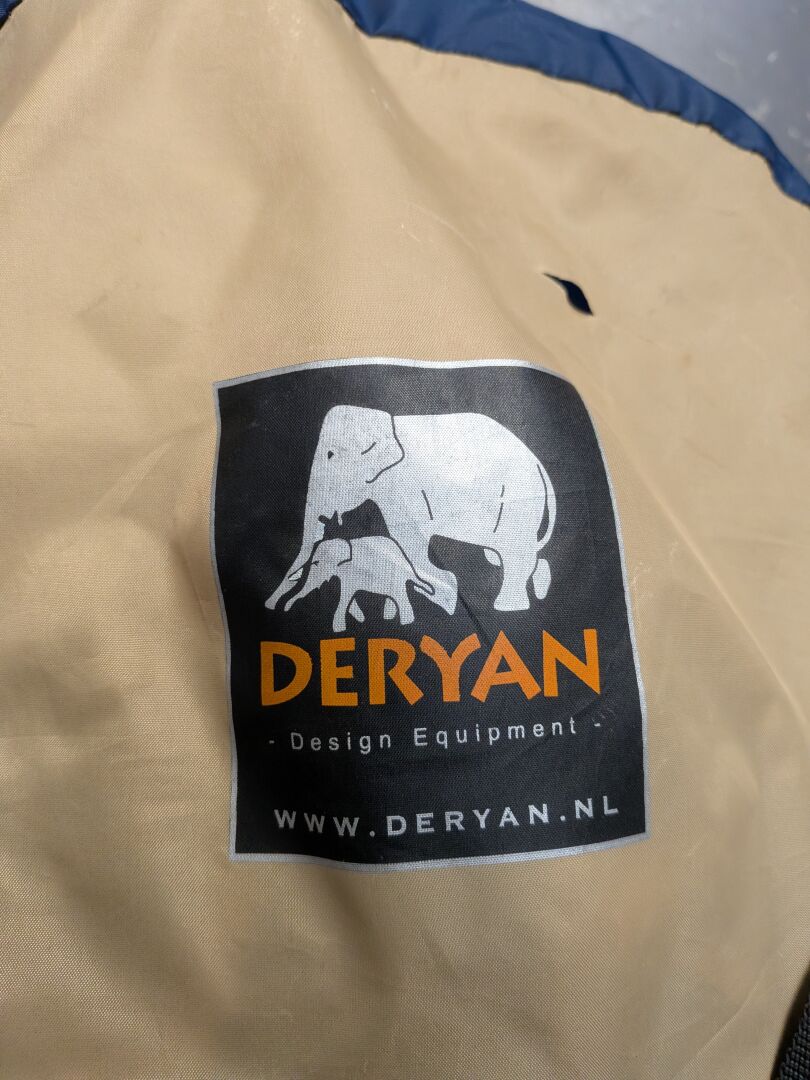 DERYAN
- Design Equipment -
WWW.DERYAN.NL